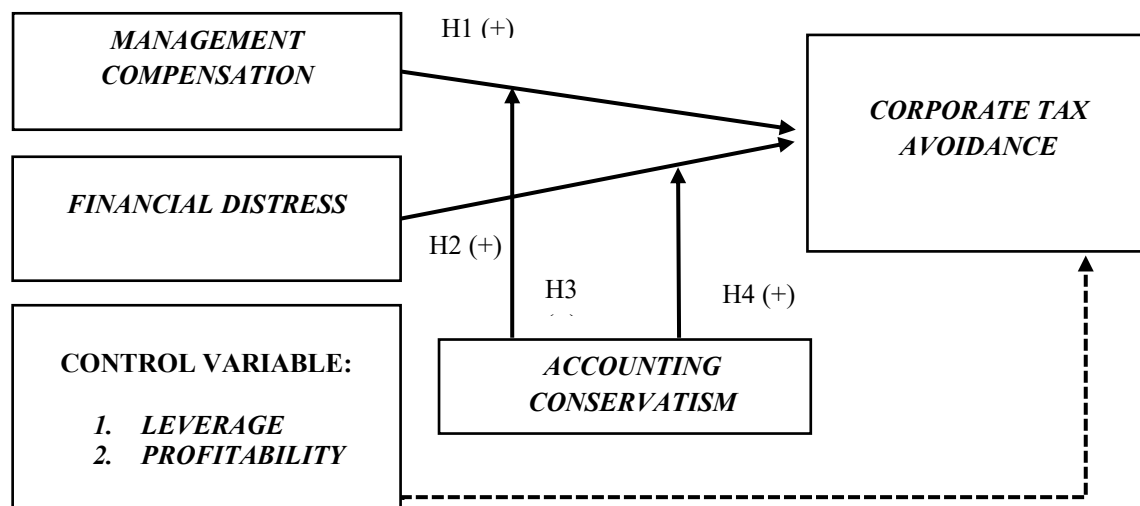 H1 (+)
MANAGEMENT
COMPENSATION
CORPORATE TAX
AVOIDANCE
FINANCIAL DISTRESS
H2 (+)
H3
H4 (+)
CONTROL VARIABLE:
1. LEVERAGE
2. PROFITABILITY
ACCOUNTING
CONSERVATISM